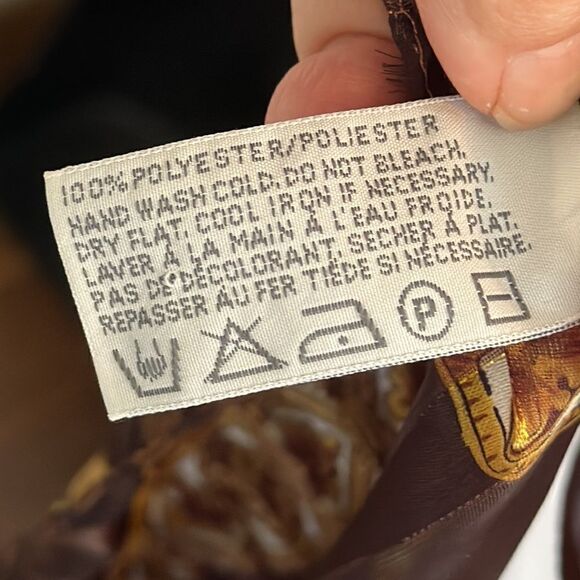 100% POLYESTER/POLIESTER
HAND WASH COLD. DO NOT BLEACH.
DRY FLAT. COOL IRON IF NECESSARY.
LAVER À LA MAIN À L'EAU FROIDE.
PAS DE DÉCOLORANT. SECHER À PLAT.
REPASSER AU FER TIÈDE SI NÉCESSAIRE.
P